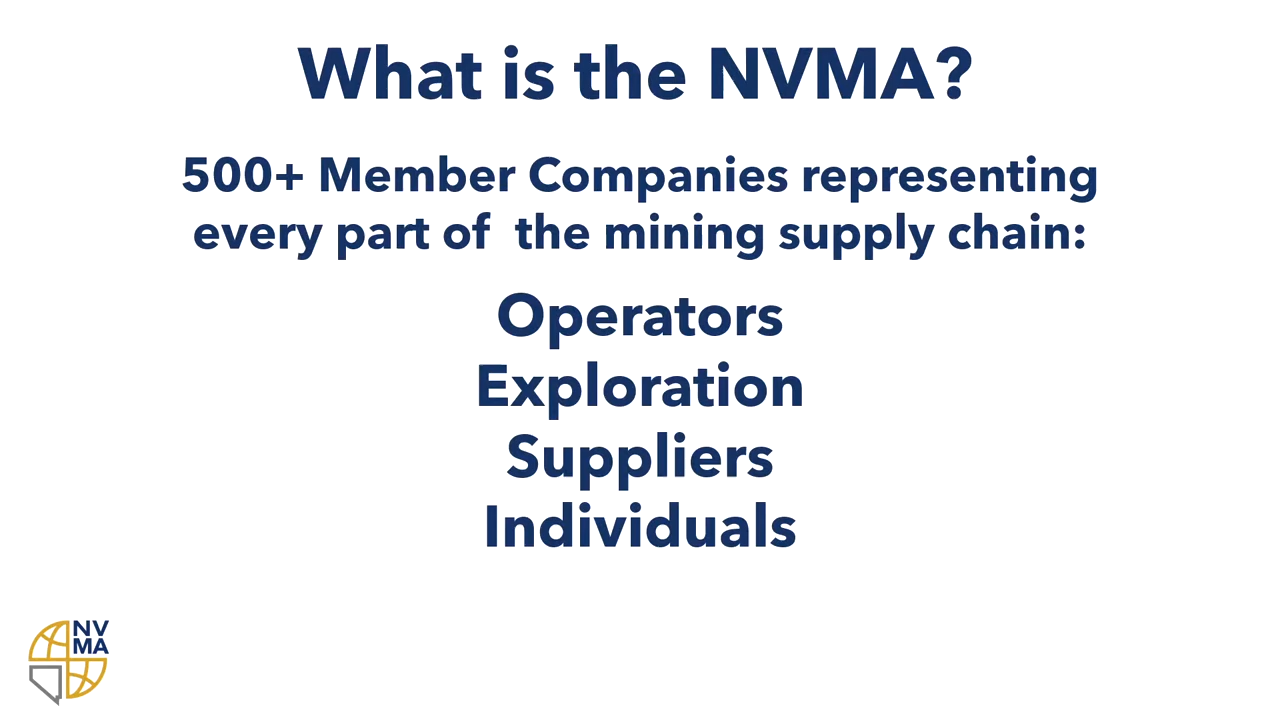 What is the NVMA?
500+ Member Companies representing
every part of  the mining supply chain:
Operators
Exploration
Suppliers
Individuals
NV
MA